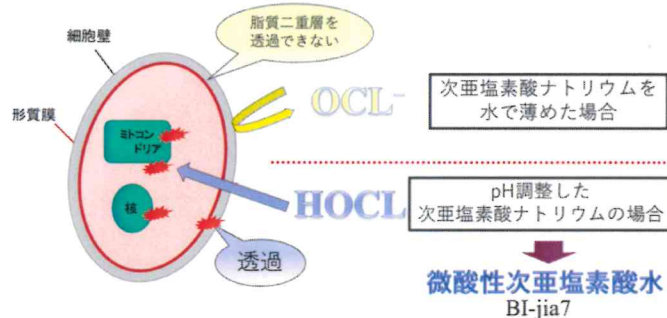 脂質二重層を
透過できない
細胞壁
形質膜
OCL⁻
次亜塩素酸ナトリウムを
水で薄めた場合
ミトコン
ドリア
核
HOCL
pH調整した
次亜塩素酸ナトリウムの場合
透過
微酸性次亜塩素酸水
BI-jia7